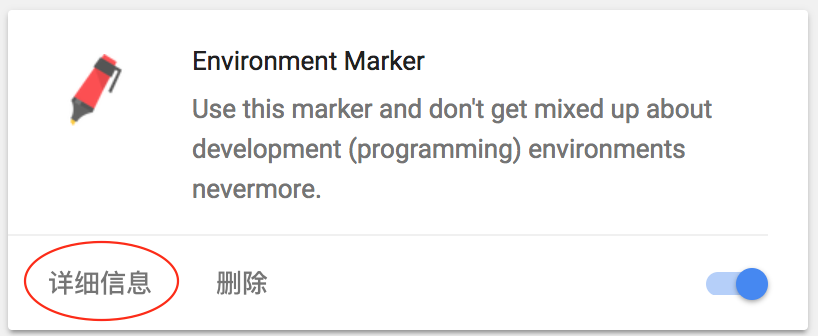 Environment Marker
Use this marker and don't get mixed up about
development (programming) environments
nevermore.
详细信息 删除